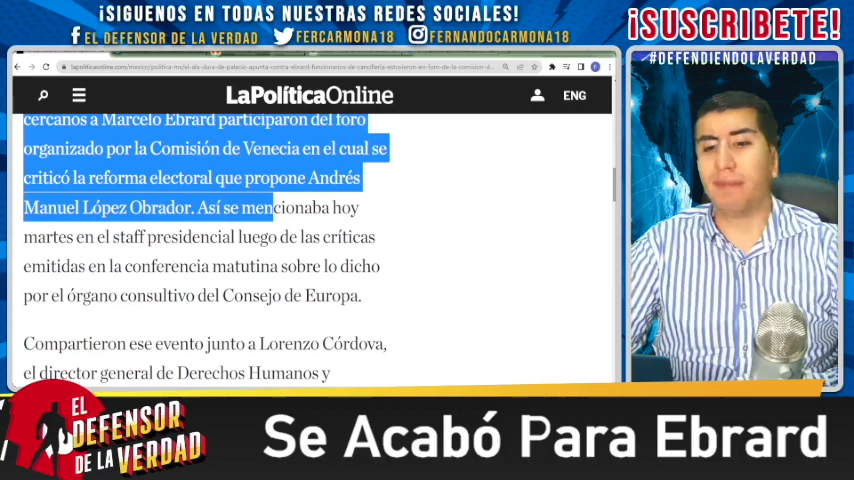 ¡SIGUENOS EN TODAS NUESTRAS REDES SOCIALES!
EL DEFENSOR DE LA VERDAD FERCARMONA18 FERNANDOCARMONA18
¡SUSCRIBETE!
#DEFENDIENDOLAVERDAD
LaPolíticaOnline
ENG
cercanos a Marcelo Ebrard participaron del foro
organizado por la Comisión de Venecia en el cual se
criticó la reforma electoral que propone Andrés
Manuel López Obrador. Así se mencionaba hoy
martes en el staff presidencial luego de las críticas
emitidas en la conferencia matutina sobre lo dicho
por el órgano consultivo del Consejo de Europa.
Compartieron ese evento junto a Lorenzo Córdova,
el director general de Derechos Humanos y
EL
DEFENSOR
DE LA VERDAD
Se Acabó Para Ebrard